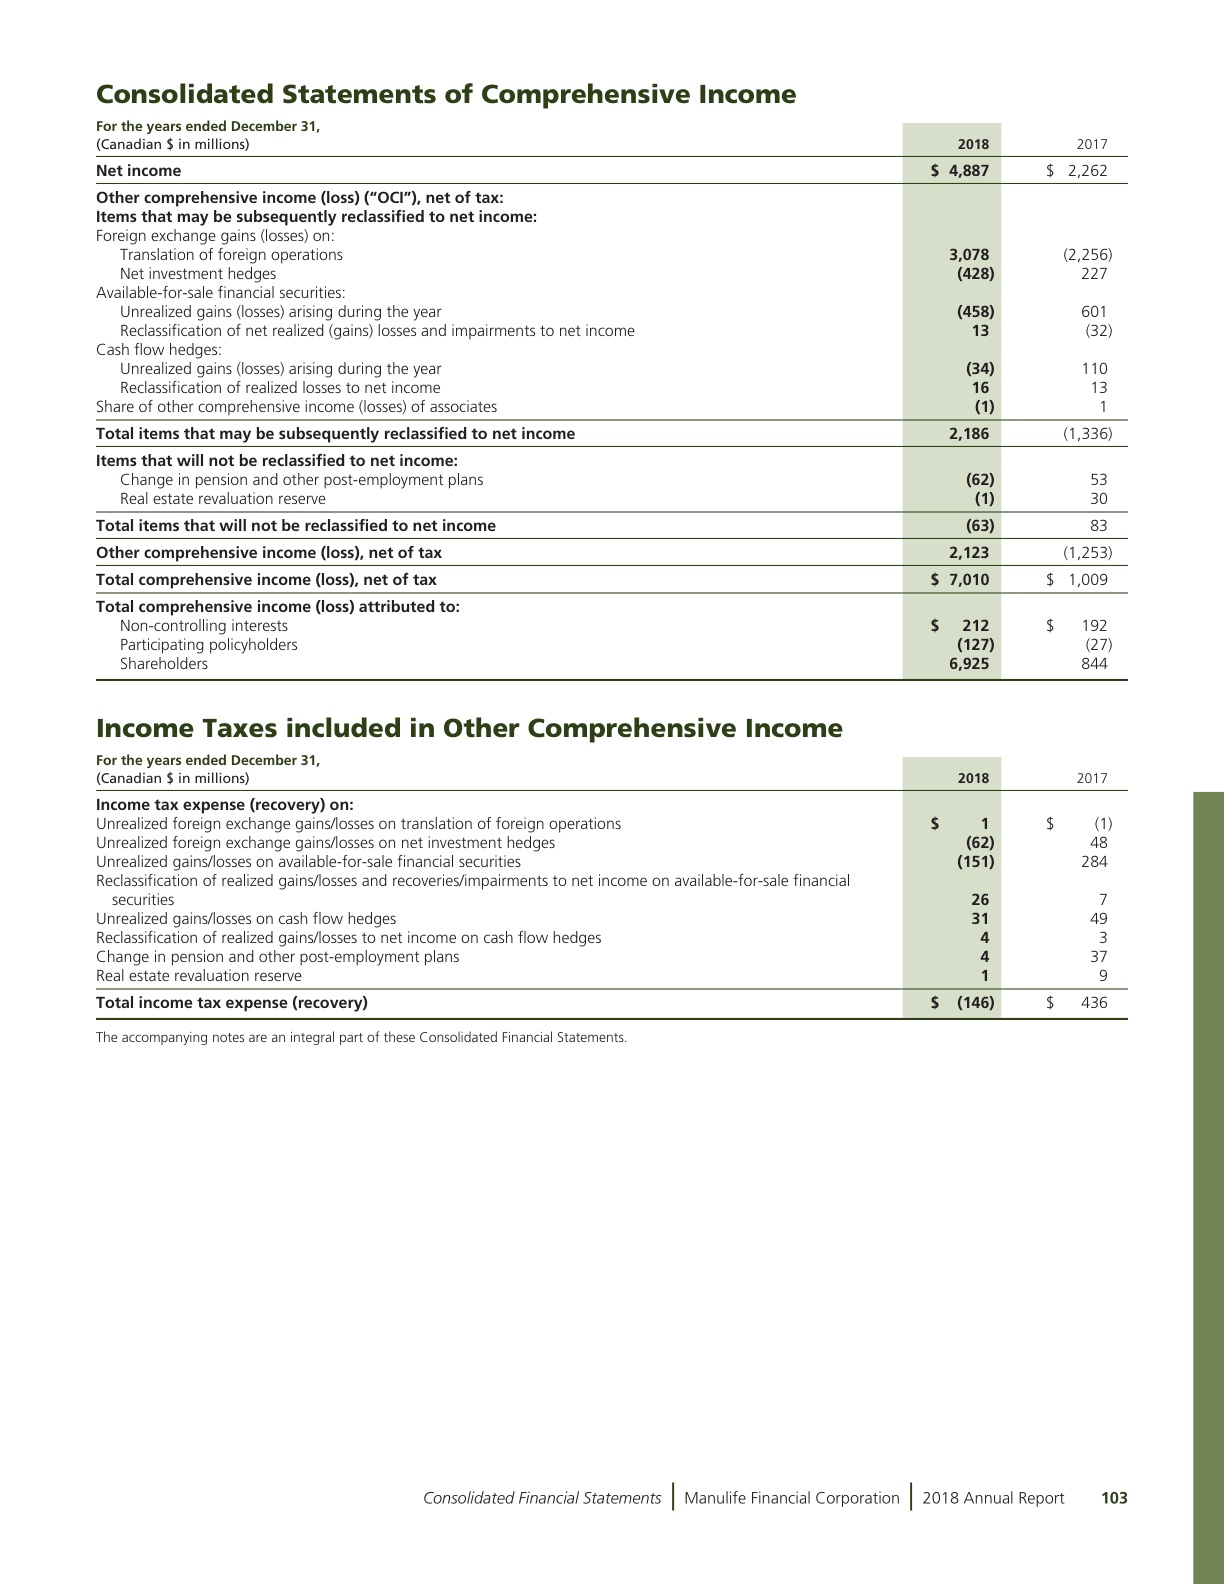 Consolidated Statements of Comprehensive Income
For the years ended December 31,
(Canadian $ in millions) 2018 2017
Net income $ 4,887 $ 2,262
Other comprehensive income (loss) (“OCI”), net of tax:
Items that may be subsequently reclassified to net income:
Foreign exchange gains (losses) on:
Translation of foreign operations 3,078 (2,256)
Net investment hedges (428) 227
Available-for-sale financial securities:
Unrealized gains (losses) arising during the year (458) 601
Reclassification of net realized (gains) losses and impairments to net income 13 (32)
Cash flow hedges:
Unrealized gains (losses) arising during the year (34) 110
Reclassification of realized losses to net income 16 13
Share of other comprehensive income (losses) of associates (1) 1
Total items that may be subsequently reclassified to net income 2,186 (1,336)
Items that will not be reclassified to net income:
Change in pension and other post-employment plans (62) 53
Real estate revaluation reserve (1) 30
Total items that will not be reclassified to net income (63) 83
Other comprehensive income (loss), net of tax 2,123 (1,253)
Total comprehensive income (loss), net of tax $ 7,010 $ 1,009
Total comprehensive income (loss) attributed to:
Non-controlling interests $ 212 $ 192
Participating policyholders (127) (27)
Shareholders 6,925 844
Income Taxes included in Other Comprehensive Income
For the years ended December 31,
(Canadian $ in millions) 2018 2017
Income tax expense (recovery) on:
Unrealized foreign exchange gains/losses on translation of foreign operations $ 1 $ (1)
Unrealized foreign exchange gains/losses on net investment hedges (62) 48
Unrealized gains/losses on available-for-sale financial securities (151) 284
Reclassification of realized gains/losses and recoveries/impairments to net income on available-for-sale financial
securities 26 7
Unrealized gains/losses on cash flow hedges 31 49
Reclassification of realized gains/losses to net income on cash flow hedges 4 3
Change in pension and other post-employment plans 4 37
Real estate revaluation reserve 1 9
Total income tax expense (recovery) $ (146) $ 436
The accompanying notes are an integral part of these Consolidated Financial Statements.
Consolidated Financial Statements | Manulife Financial Corporation | 2018 Annual Report 103